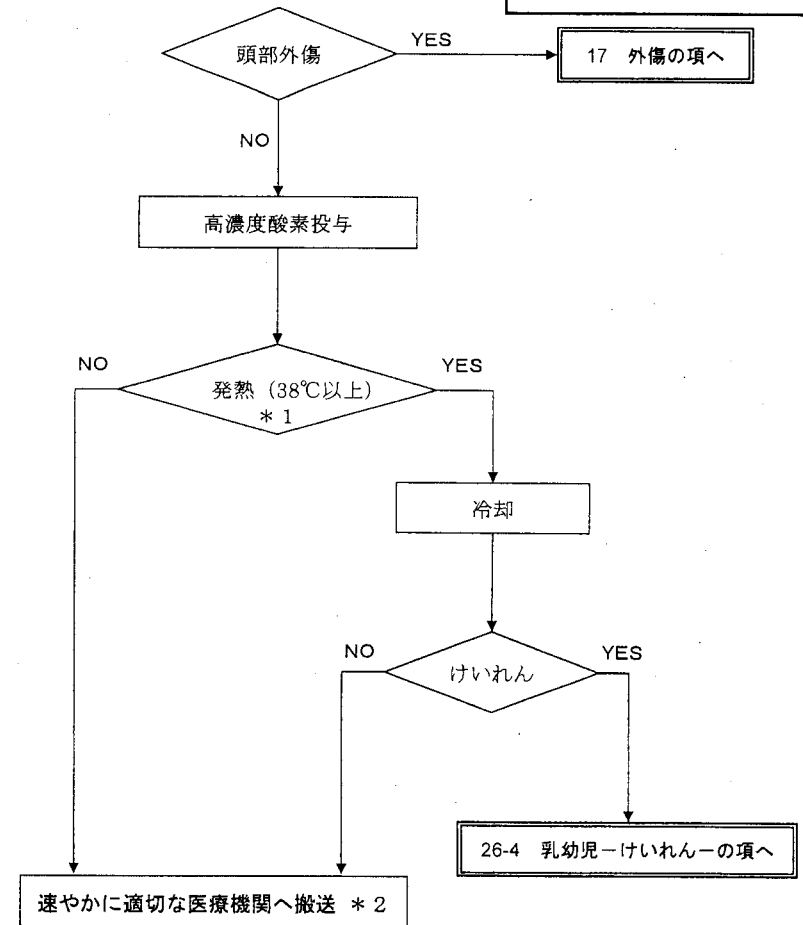 頭部外傷
YES
17 外傷の項へ
NO
高濃度酸素投与
NO
YES
発熱（38℃以上）
＊1
冷却
NO
YES
けいれん
26-4 乳幼児－けいれん－の項へ
速やかに適切な医療機関へ搬送 ＊2